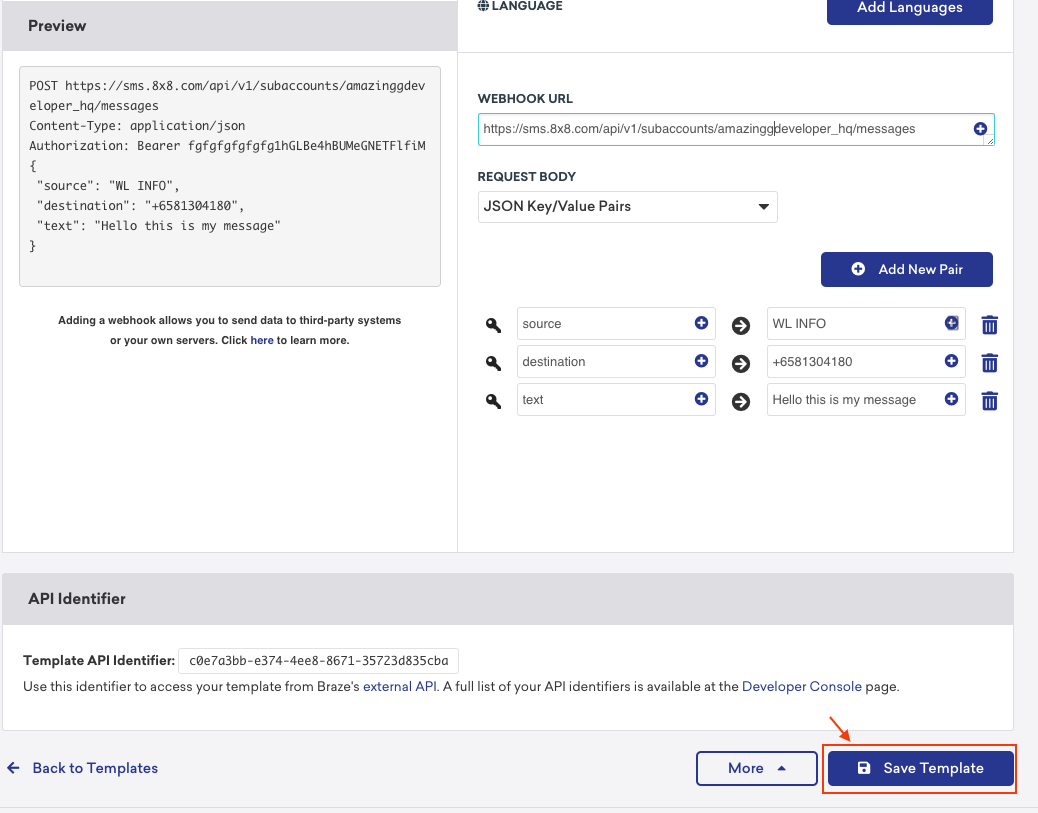 Preview
POST https://sms.8x8.com/api/v1/subaccounts/amazinggdev
eloper_hq/messages
Content-Type: application/json
Authorization: Bearer fgfgfgfgfgfg1hGLBe4hBUMeGNETFlfiM
{
"source": "WL INFO",
"destination": "+6581304180",
"text": "Hello this is my message"
}
Adding a webhook allows you to send data to third-party systems
or your own servers. Click here to learn more.
LANGUAGE
Add Languages
WEBHOOK URL
https://sms.8x8.com/api/v1/subaccounts/amazinggdeveloper_hq/messages
REQUEST BODY
JSON Key/Value Pairs
Add New Pair
source WL INFO
destination +6581304180
text Hello this is my message
API Identifier
Template API Identifier: c0e7a3bb-e374-4ee8-8671-35723d835cba
Use this identifier to access your template from Braze's external API. A full list of your API identifiers is available at the Developer Console page.
Back to Templates
More
Save Template